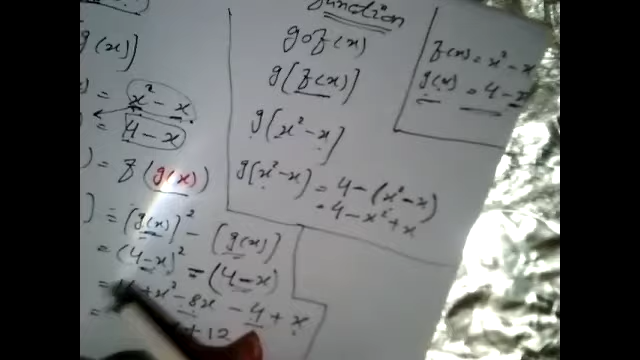 function
gof(x)
g[f(x)]
g[x² - x]
g(x² - x) = 4 - (x² - x)
= 4 - x² + x
f(x) = x² - x
g(x) = 4 - x
g(x)]
= x² - x
= 4 - x
) = f(g(x))
] = [g(x)]² - [g(x)]
= (4 - x)² - (4 - x)
+ x² - 8x - 4 + x
+ 12